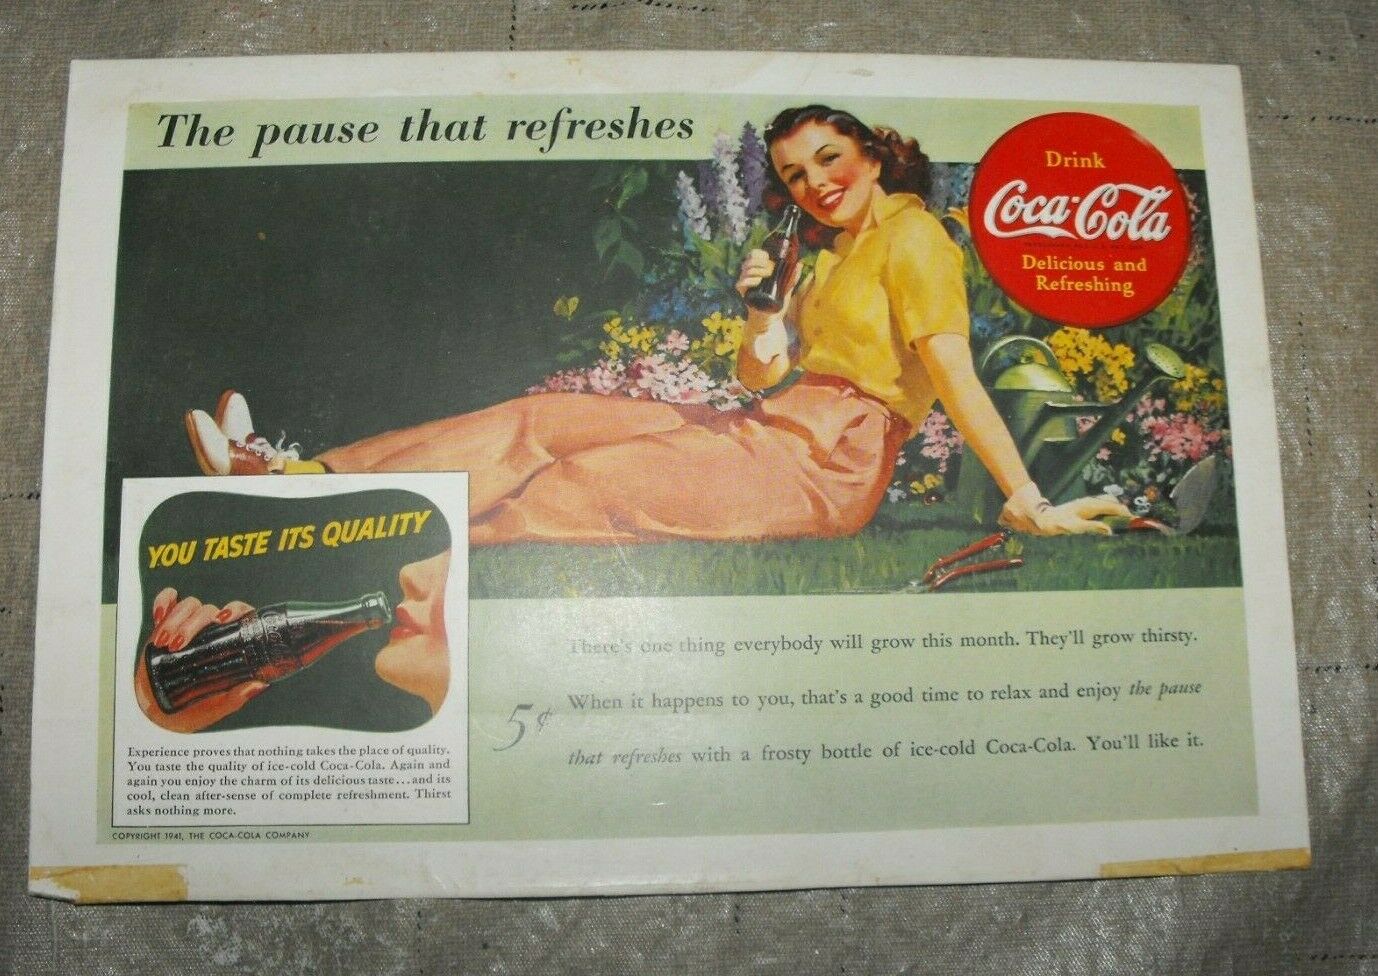 The pause that refreshes
Drink
Coca-Cola
Delicious and
Refreshing
YOU TASTE ITS QUALITY
Experience proves that nothing takes the place of quality.
You taste the quality of ice-cold Coca-Cola. Again and
again you enjoy the charm of its delicious taste...and its
cool, clean after-sense of complete refreshment. Thirst
asks nothing more.
COPYRIGHT 1941, THE COCA-COLA COMPANY
There's one thing everybody will grow this month. They'll grow thirsty.
5¢ When it happens to you, that's a good time to relax and enjoy the pause
that refreshes with a frosty bottle of ice-cold Coca-Cola. You'll like it.